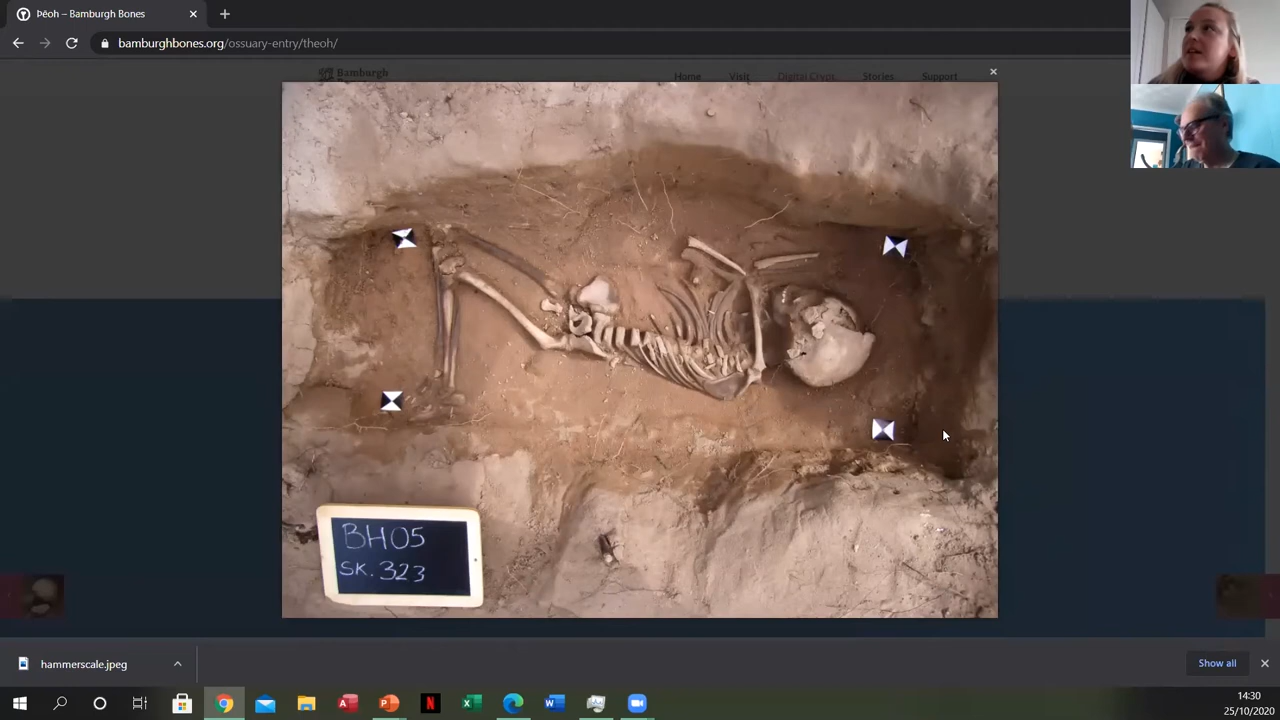 Þēoh – Bamburgh Bones
bamburghbones.org/ossuary-entry/theoh/
Bamburgh
Home Visit Digital Crypt Stories Support
BH05
SK. 323
hammerscale.jpeg
Show all
14:30
25/10/2020